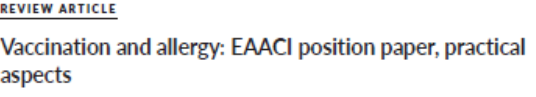 REVIEW ARTICLE
Vaccination and allergy: EAACI position paper, practical
aspects